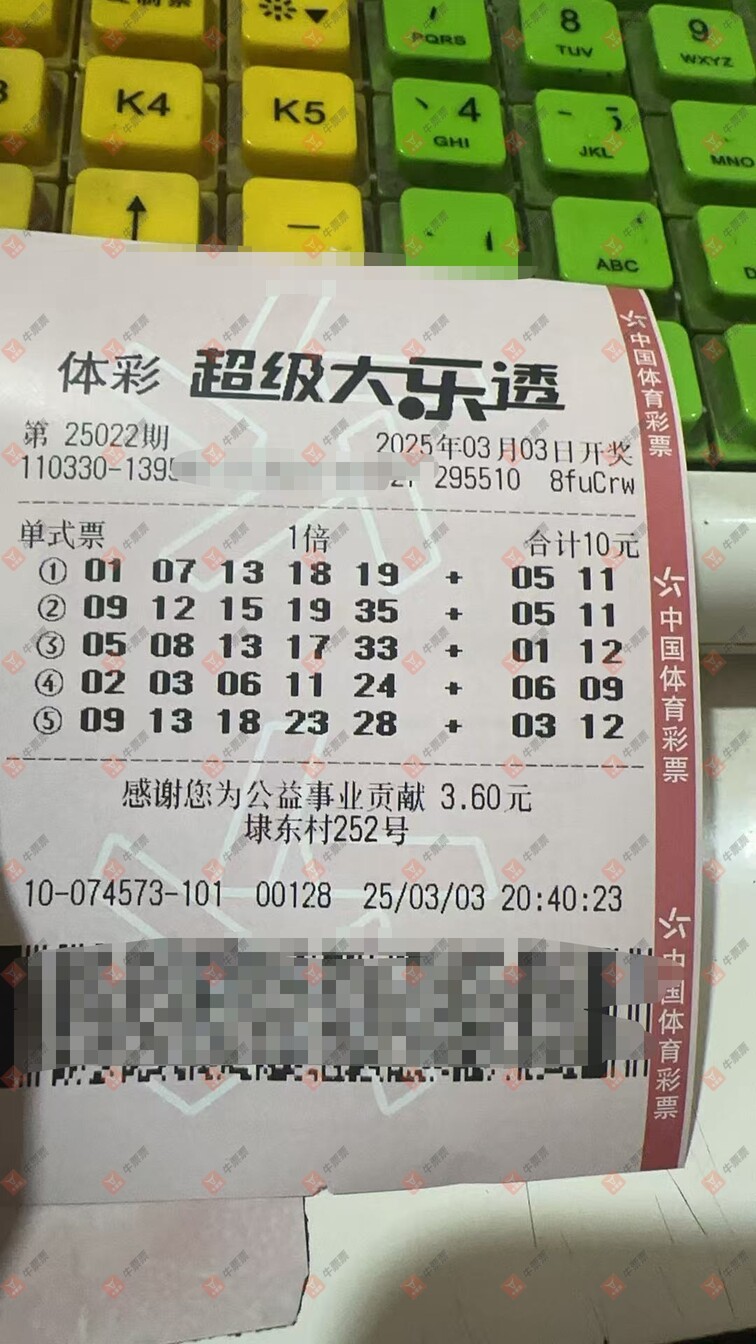 PQRS
8
TUV
9
WXYZ
K4
K5
4
GHI
JKL
MNO
ABC
体彩 超级大乐透
第 25022期 2025年03月03日开奖
110330-139 295510 8fuCrw
单式票 1倍 合计10元
① 01 07 13 18 19 + 05 11
② 09 12 15 19 35 + 05 11
③ 05 08 13 17 33 + 01 12
④ 02 03 06 11 24 + 06 09
⑤ 09 13 18 23 28 + 03 12
感谢您为公益事业贡献 3.60元
埭东村252号
10-074573-101 00128 25/03/03 20:40:23
中国体育彩票
中国体育彩票
中国体育彩票
牛票票